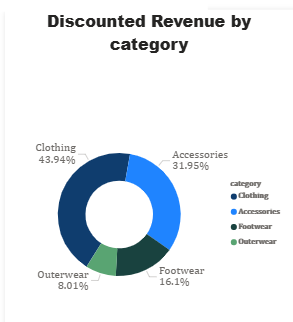 Discounted Revenue by
category
Clothing
43.94%
Accessories
31.95%
category
Clothing
Accessories
Footwear
Outerwear
Outerwear
8.01%
Footwear
16.1%